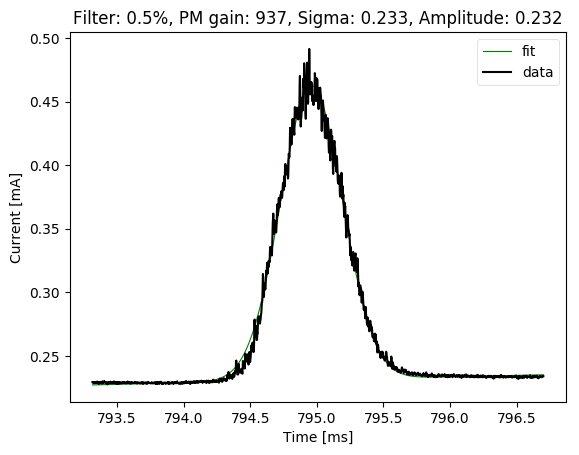 Filter: 0.5%, PM gain: 937, Sigma: 0.233, Amplitude: 0.232
fit
data
Current [mA]
0.50
0.45
0.40
0.35
0.30
0.25
793.5 794.0 794.5 795.0 795.5 796.0 796.5
Time [ms]